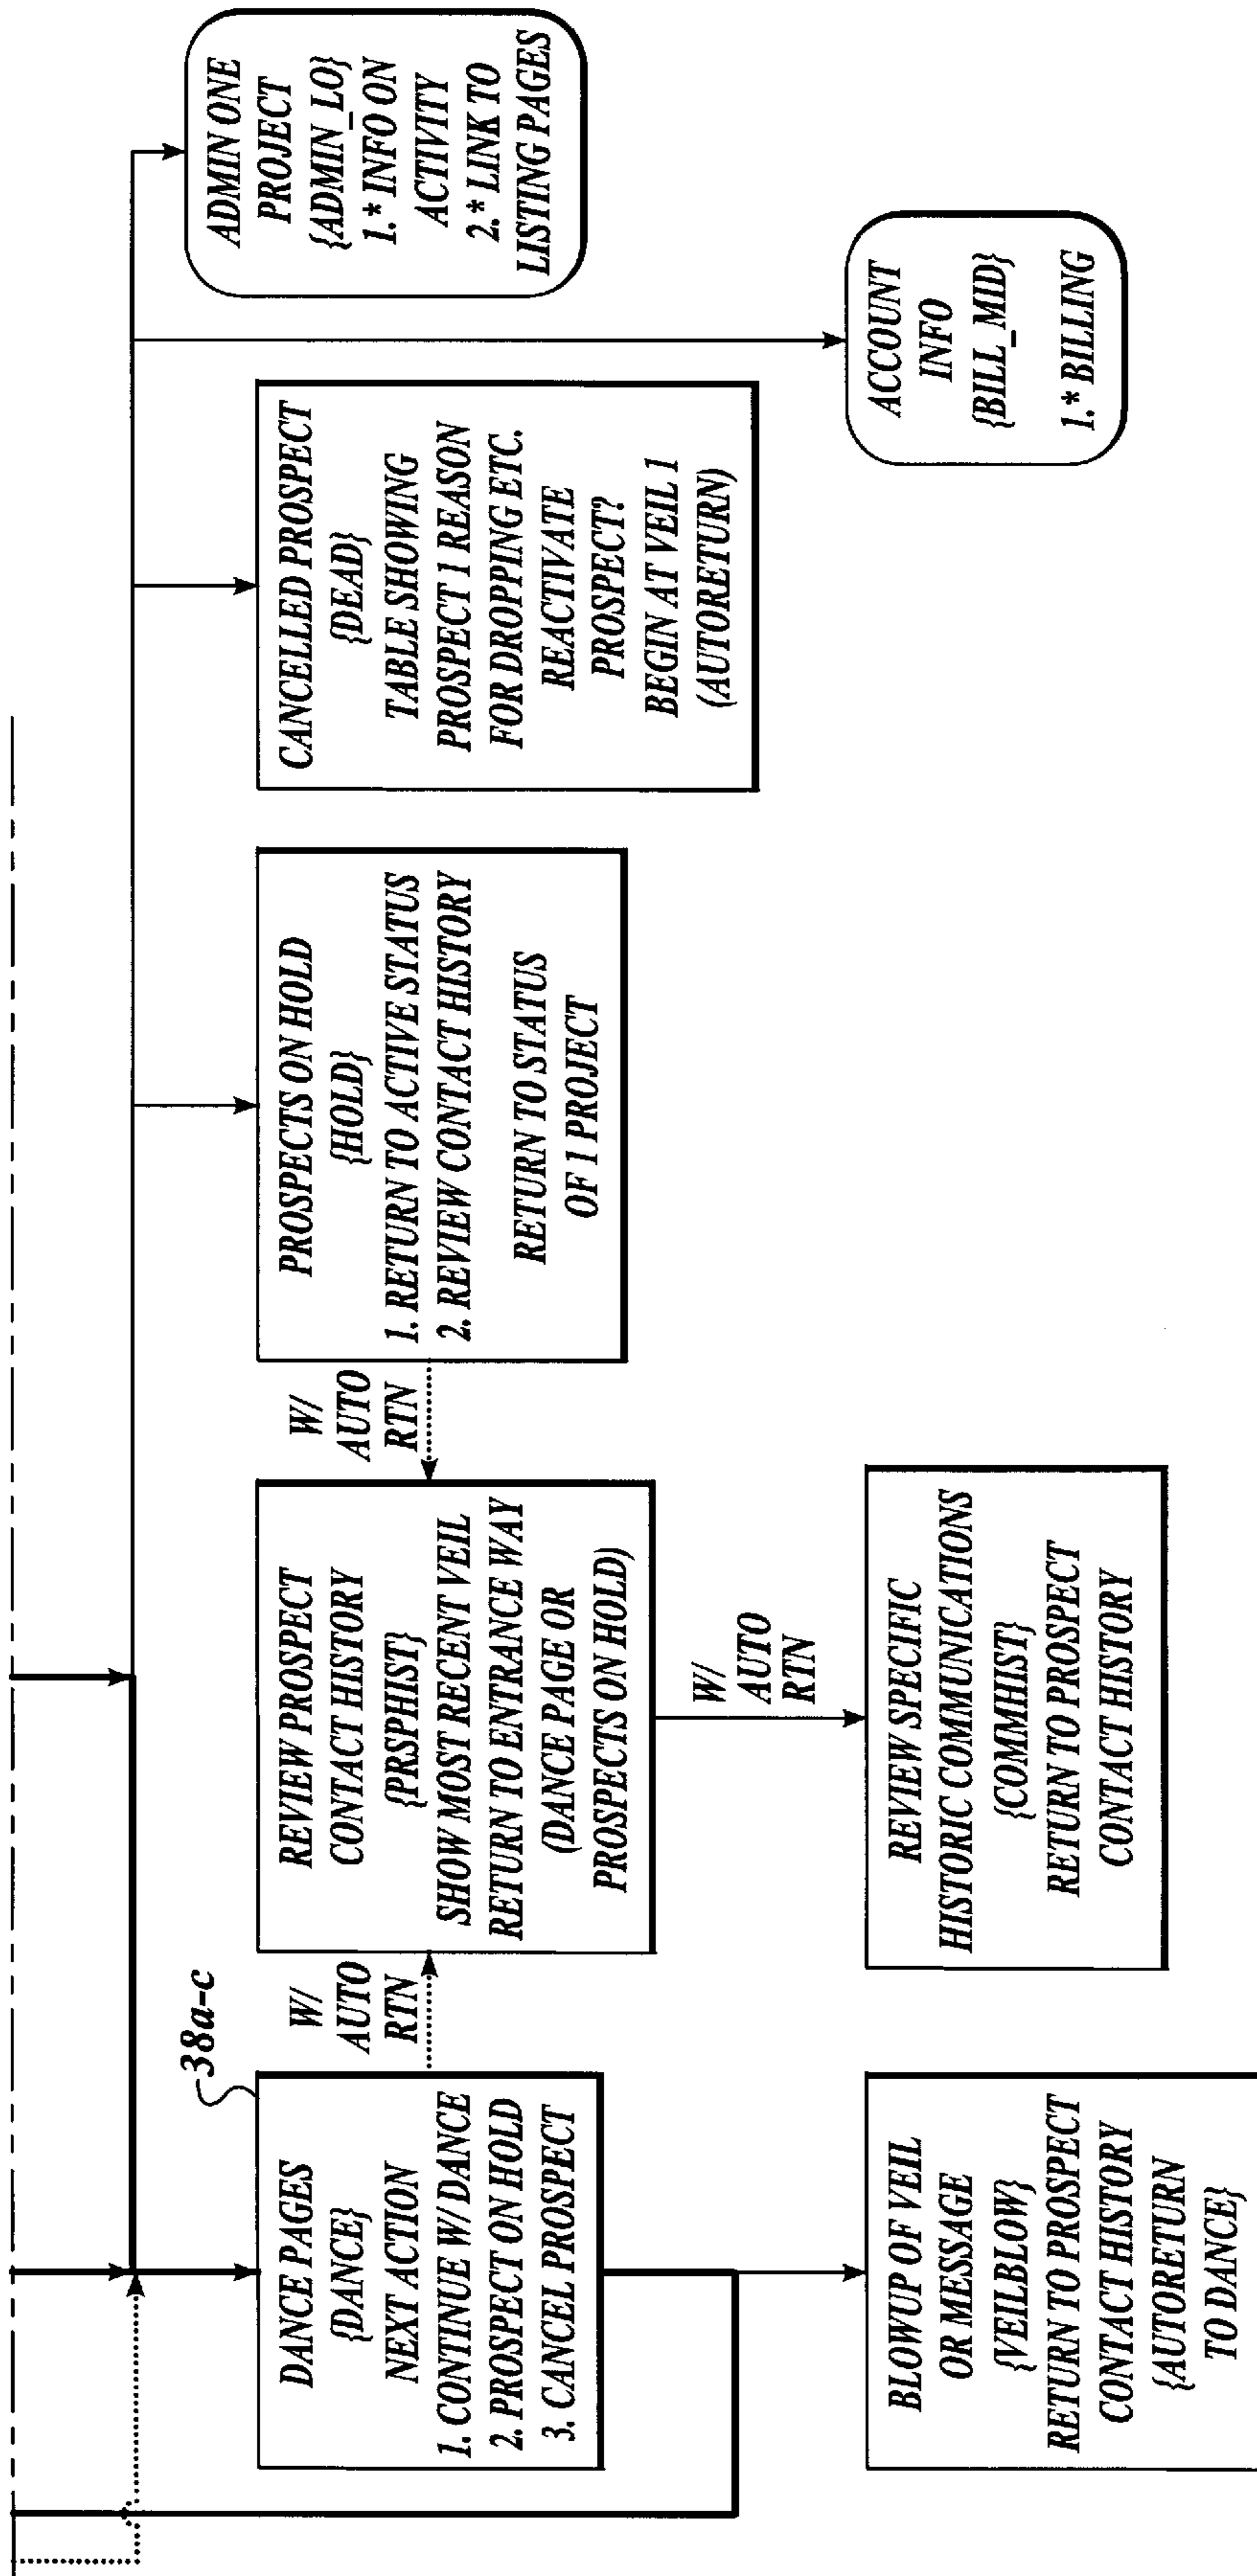 38a-c
DANCE PAGES
{DANCE}
NEXT ACTION
1. CONTINUE W/ DANCE
2. PROSPECT ON HOLD
3. CANCEL PROSPECT
W/
AUTO
RTN
REVIEW PROSPECT
CONTACT HISTORY
{PRSPHIST}
SHOW MOST RECENT VEIL
RETURN TO ENTRANCE WAY
(DANCE PAGE OR
PROSPECTS ON HOLD)
W/
AUTO
RTN
PROSPECTS ON HOLD
{HOLD}
1. RETURN TO ACTIVE STATUS
2. REVIEW CONTACT HISTORY
RETURN TO STATUS
OF 1 PROJECT
CANCELLED PROSPECT
{DEAD}
TABLE SHOWING
PROSPECT 1 REASON
FOR DROPPING ETC.
REACTIVATE
PROSPECT?
BEGIN AT VEIL 1
(AUTORETURN)
ADMIN ONE
PROJECT
{ADMIN_LO}
1.* INFO ON
ACTIVITY
2.* LINK TO
LISTING PAGES
BLOWUP OF VEIL
OR MESSAGE
{VEILBLOW}
RETURN TO PROSPECT
CONTACT HISTORY
{AUTORETURN
TO DANCE}
W/
AUTO
RTN
REVIEW SPECIFIC
HISTORIC COMMUNICATIONS
{COMMHIST}
RETURN TO PROSPECT
CONTACT HISTORY
ACCOUNT
INFO
{BILL_MID}
1.* BILLING